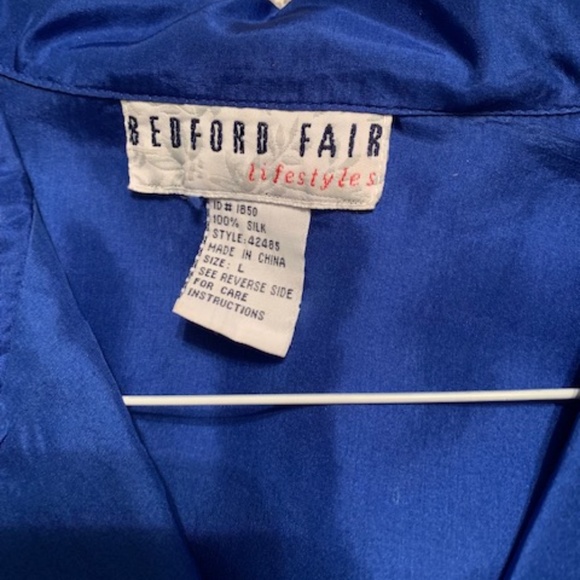 BEDFORD FAIR
lifestyles
ID# 1850
100% SILK
STYLE: 42485
MADE IN CHINA
SIZE: L
SEE REVERSE SIDE
FOR CARE
INSTRUCTIONS